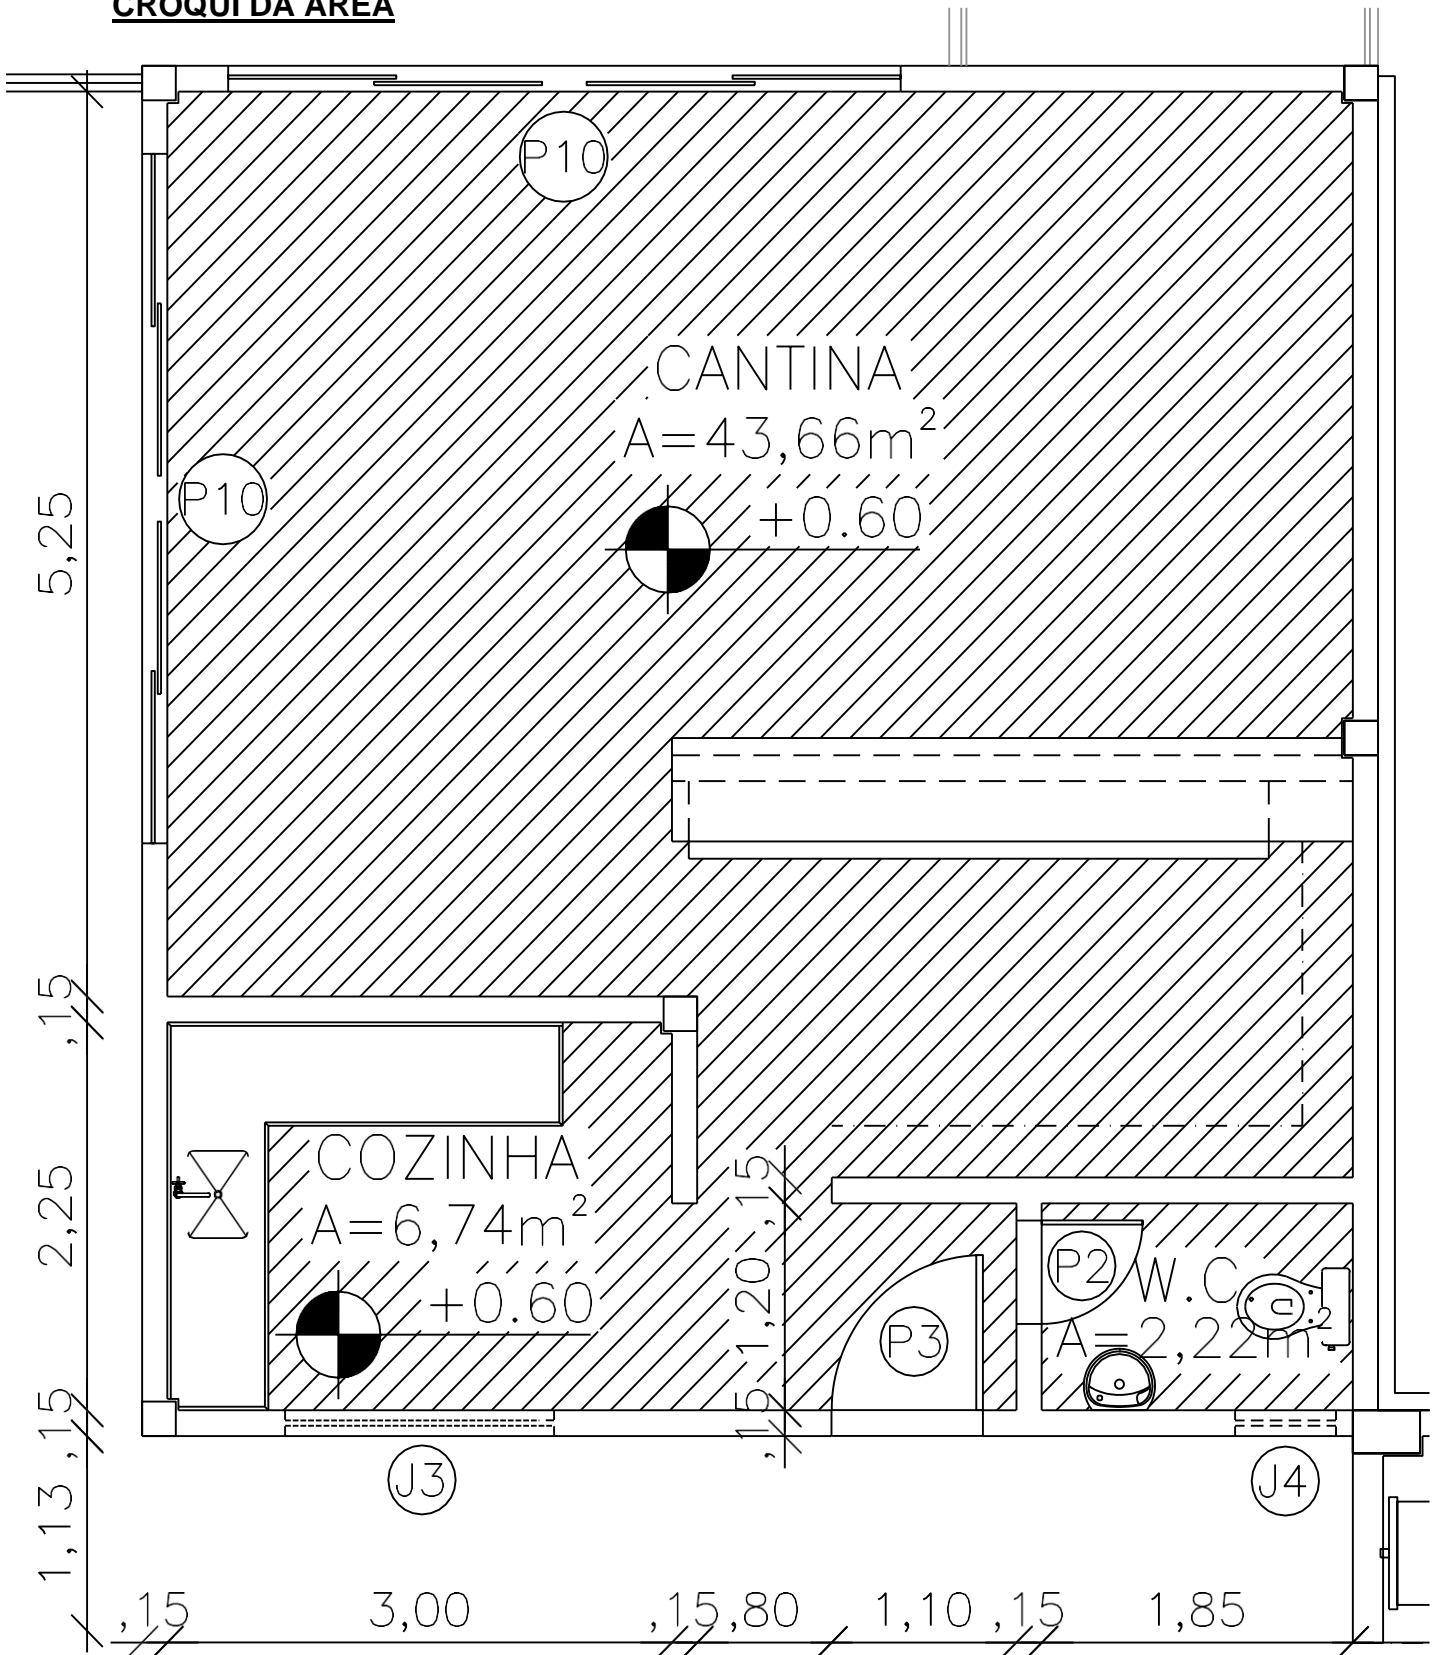 CROQUI DA ÁREA
P10
CANTINA
A=43,66m²
+0.60
P10
5,25
,15
COZINHA
A=6,74m²
+0.60
2,25
,15
1,20
,15
P2
W.C
A=2,22m²
P3
,15
1,13
J3
J4
,15
3,00
,15
,80
1,10
,15
1,85